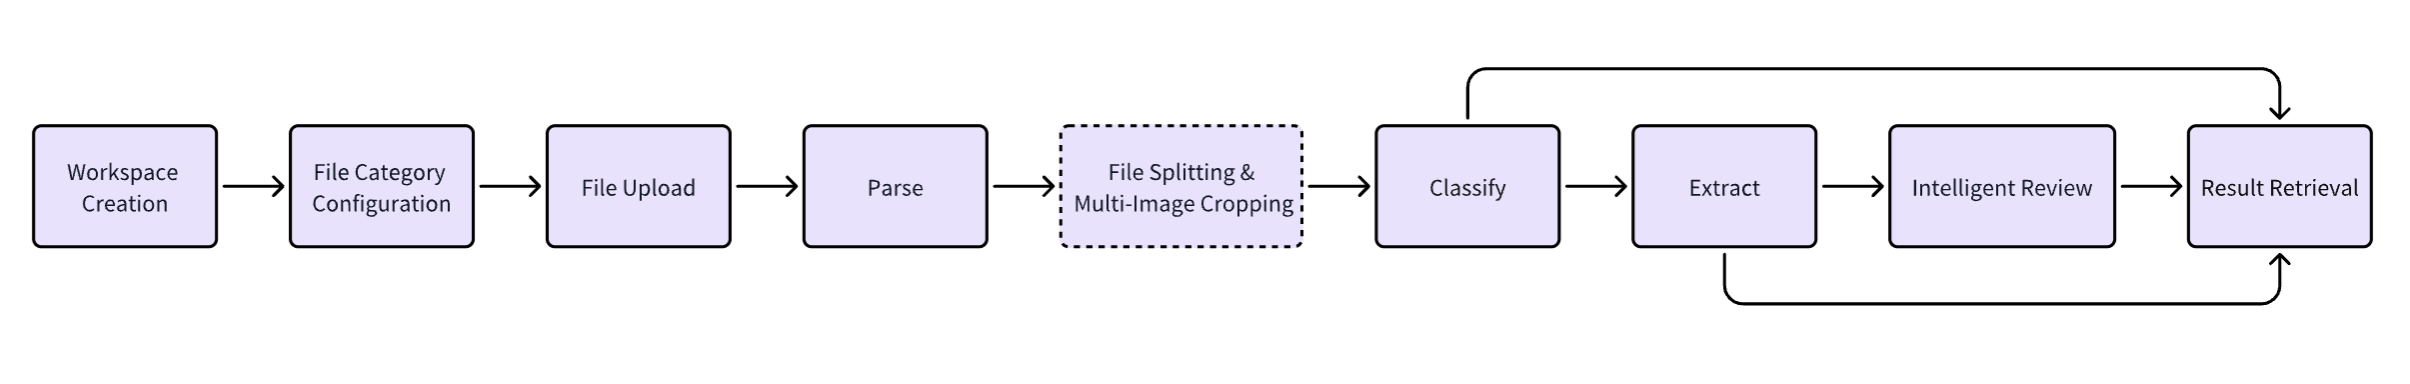 Workspace
Creation
File Category
Configuration
File Upload
Parse
File Splitting &
Multi-Image Cropping
Classify
Extract
Intelligent Review
Result Retrieval